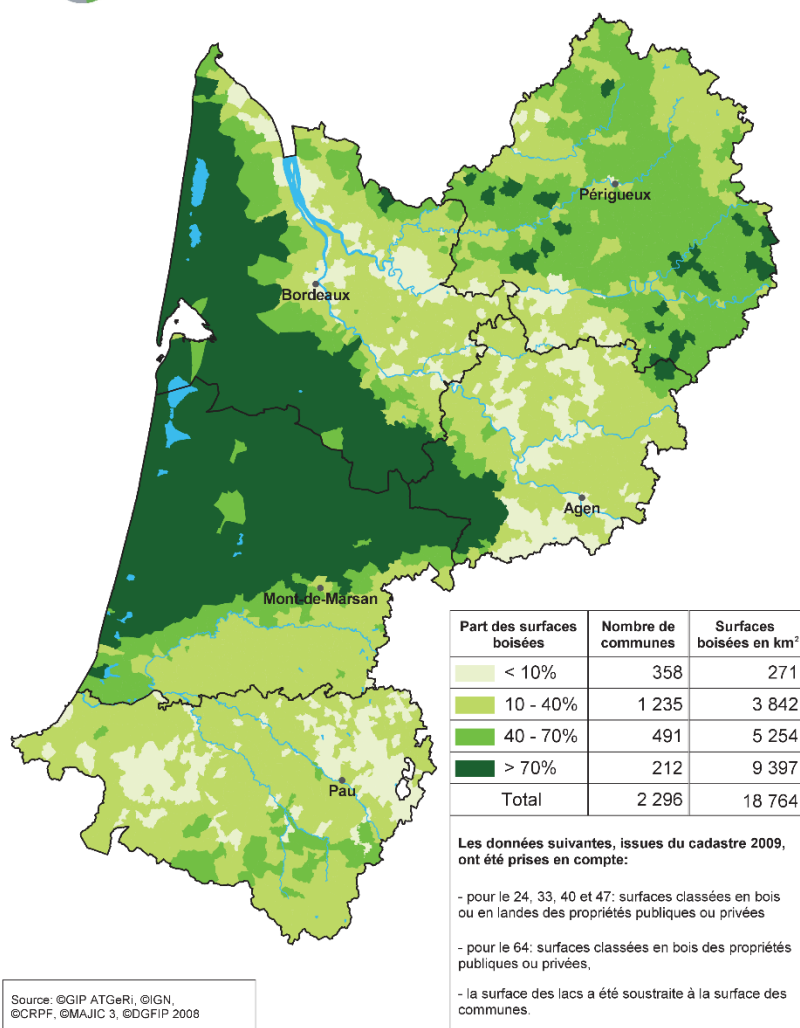 Périgueux
Bordeaux
Agen
Mont-de-Marsan
Pau
Part des surfaces boisées Nombre de communes Surfaces boisées en km²
< 10% 358 271
10 - 40% 1 235 3 842
40 - 70% 491 5 254
> 70% 212 9 397
Total 2 296 18 764
Les données suivantes, issues du cadastre 2009,
ont été prises en compte:
- pour le 24, 33, 40 et 47: surfaces classées en bois
ou en landes des propriétés publiques ou privées
- pour le 64: surfaces classées en bois des propriétés
publiques ou privées,
- la surface des lacs a été soustraite à la surface des
communes.
Source: ©GIP ATGeRi, ©IGN,
©CRPF, ©MAJIC 3, ©DGFIP 2008